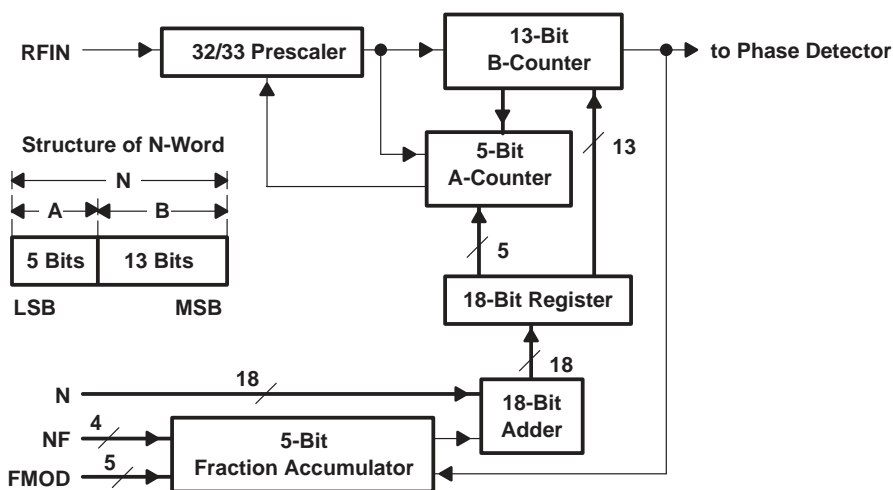 RFIN
32/33 Prescaler
13-Bit
B-Counter
to Phase Detector
Structure of N-Word
N
A
B
5 Bits
13 Bits
LSB
MSB
5-Bit
A-Counter
13
5
18-Bit Register
18
N
18
18-Bit
Adder
NF
4
5-Bit
Fraction Accumulator
FMOD
5